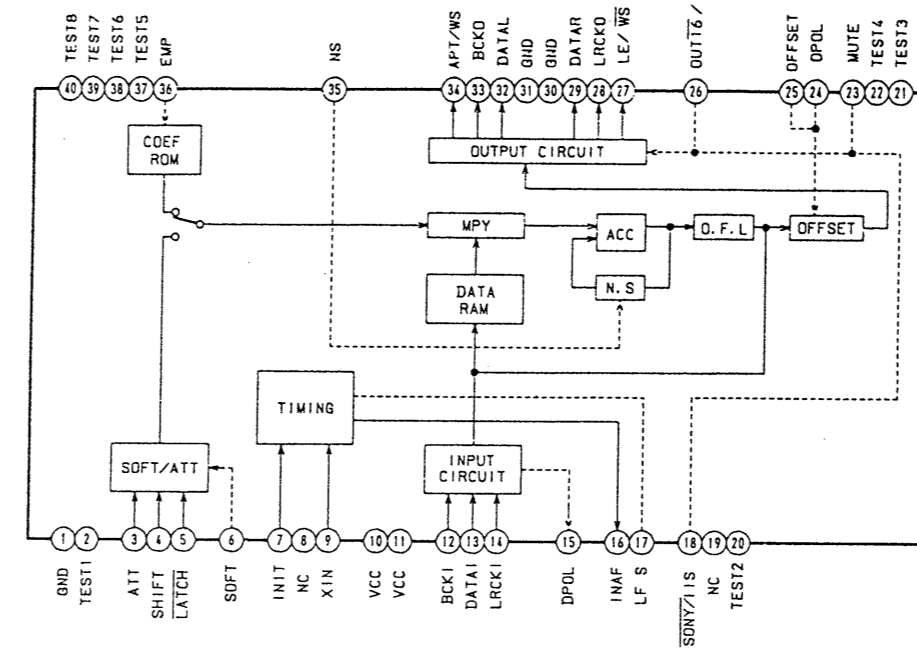 TEST8
TEST7
TEST6
TEST5
EMP
NS
APT/WS
BCKO
DATAL
GND
GND
DATAR
LRCKO
LE/WS
OUT16/
OFFSET
OPOL
MUTE
TEST4
TEST3
40
39
38
37
36
35
34
33
32
31
30
29
28
27
26
25
24
23
22
21
COEF
ROM
OUTPUT CIRCUIT
MPY
ACC
O.F.L
OFFSET
N.S
DATA
RAM
TIMING
SOFT/ATT
INPUT
CIRCUIT
1
2
3
4
5
6
7
8
9
10
11
12
13
14
15
16
17
18
19
20
GND
TEST1
ATT
SHIFT
LATCH
SOFT
INIT
NC
XIN
VCC
VCC
BCKI
DATAI
LRCKI
DPOL
INAF
LF S
SONY/IIS
NC
TEST2